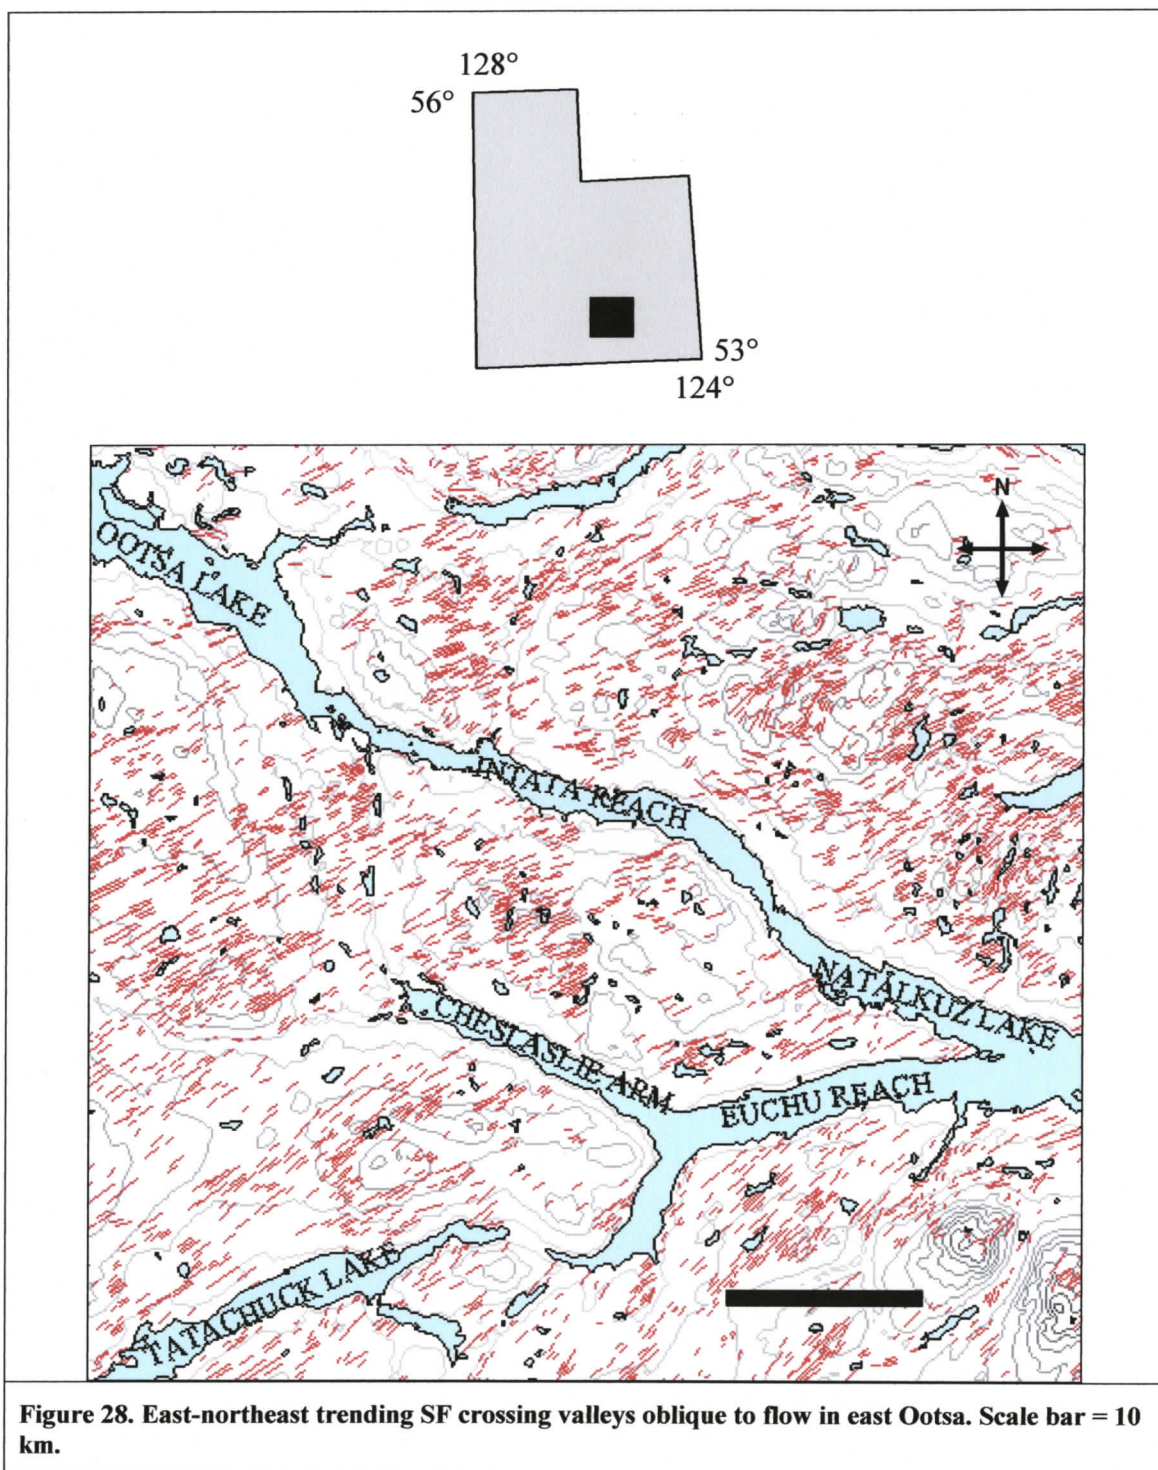 128°
56°
53°
124°
N
OOTSA LAKE
INTATA REACH
NATALKUZ LAKE
CHESLASLIE ARM
EUCHU REACH
TATACHUCK LAKE
Figure 28. East-northeast trending SF crossing valleys oblique to flow in east Ootsa. Scale bar = 10
km.